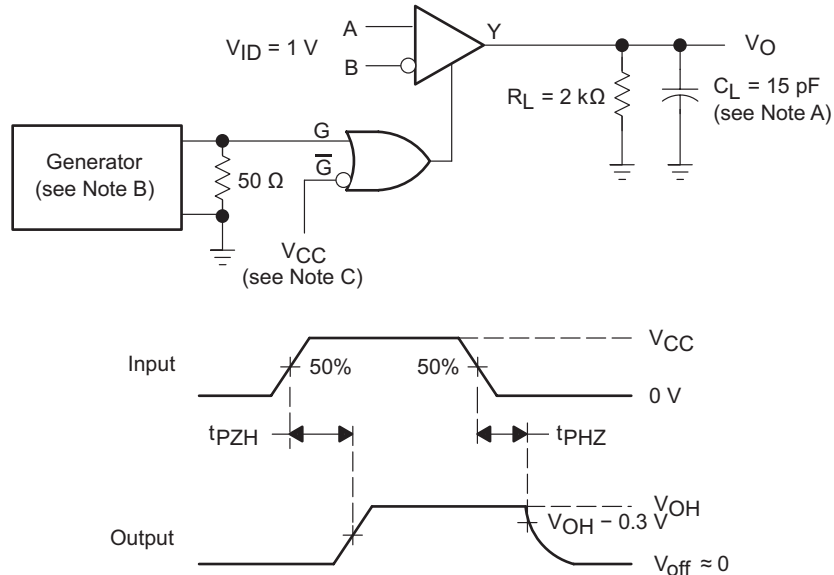 A
Y
V_O
V_ID = 1 V
B
R_L = 2 kΩ
C_L = 15 pF
(see Note A)
G
Generator
(see Note B)
50 Ω
G̅
V_CC
(see Note C)
V_CC
Input
50%
50%
0 V
t_PZH
t_PHZ
V_OH
V_OH − 0.3 V
Output
V_off ≈ 0